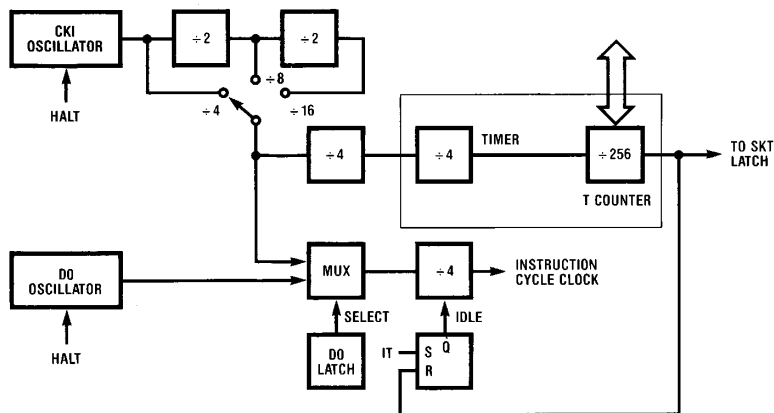 CKI
OSCILLATOR
÷2
÷2
HALT
÷8
÷4
÷16
÷4
÷4
TIMER
÷256
T COUNTER
TO SKT
LATCH
DO
OSCILLATOR
HALT
MUX
SELECT
DO
LATCH
÷4
IDLE
INSTRUCTION
CYCLE CLOCK
IT
S Q
R